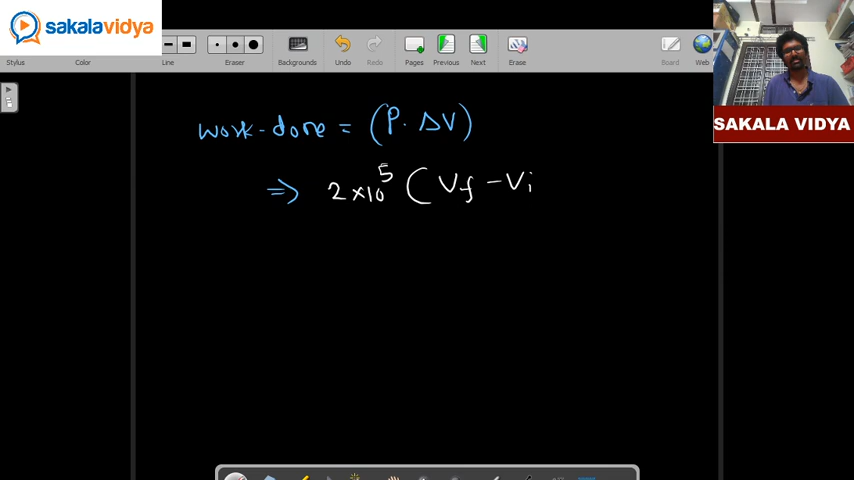 sakalavidya
Stylus Color Line Eraser Backgrounds Undo Redo Pages Previous Next Erase Board Web
SAKALA VIDYA
work-done = (P. ΔV)
⇒ 2×10⁵ (Vf - Vi